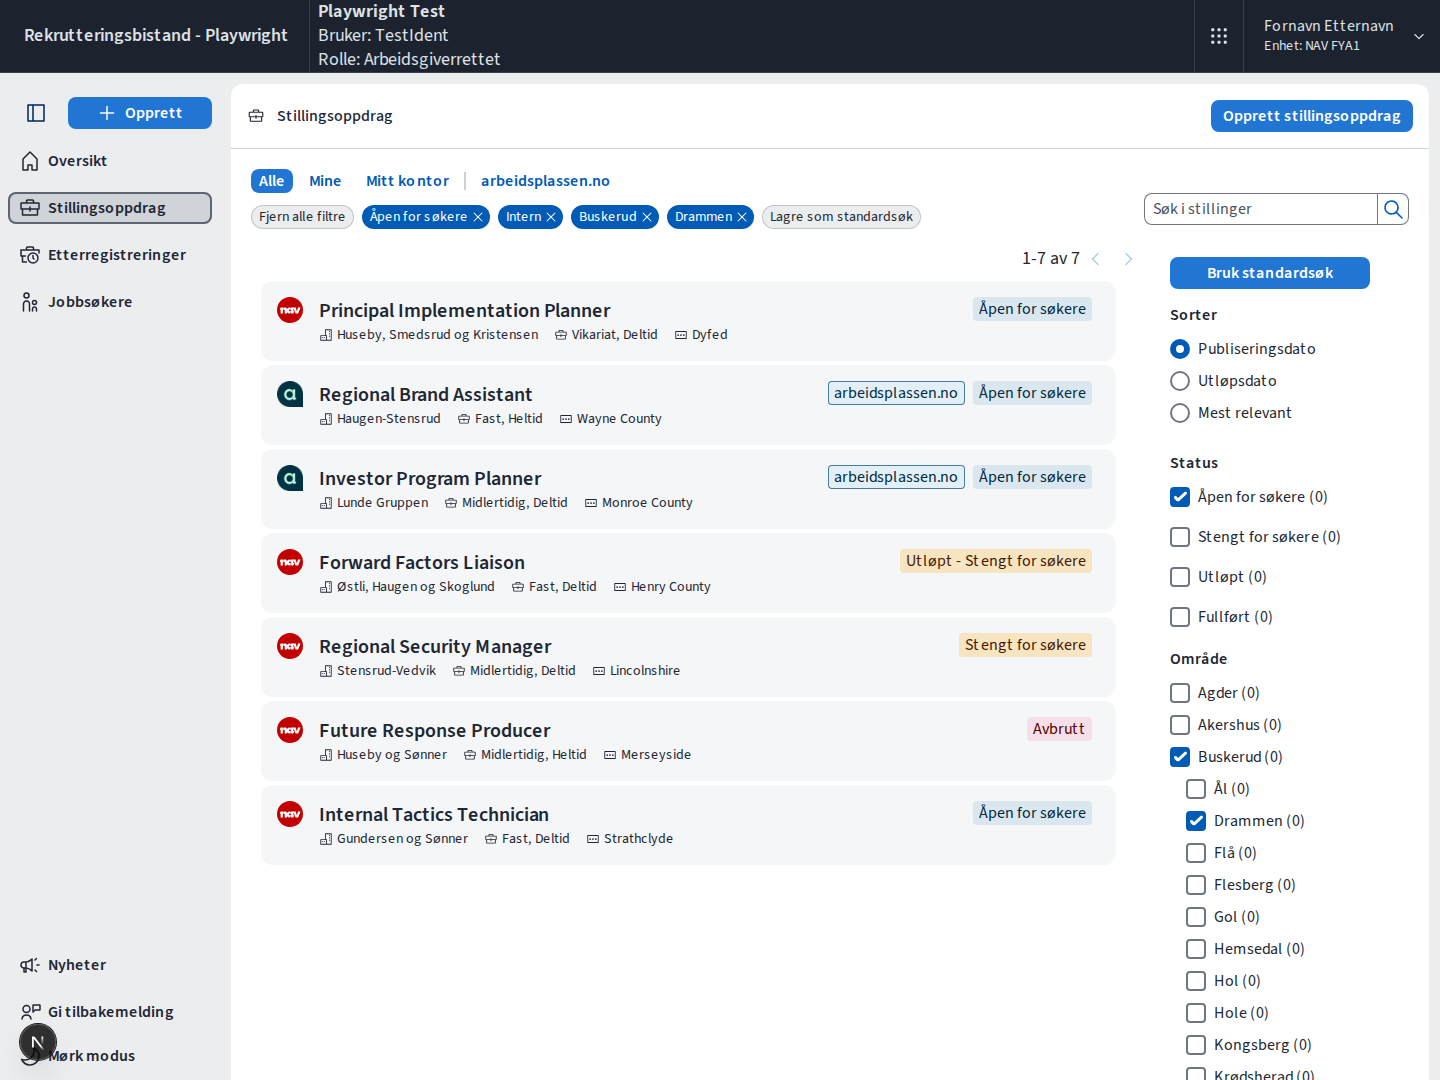 Rekrutteringsbistand - Playwright
Playwright Test
Bruker: TestIdent
Rolle: Arbeidsgiverrettet
Fornavn Etternavn
Enhet: NAV FYA1
Opprett
Oversikt
Stillingsoppdrag
Etterregistreringer
Jobbsøkere
Nyheter
Gi tilbakemelding
N
Mørk modus
Stillingsoppdrag
Opprett stillingsoppdrag
Alle Mine Mitt kontor arbeidsplassen.no
Fjern alle filtre Åpen for søkere Intern Buskerud Drammen Lagre som standardsøk
Søk i stillinger
1-7 av 7
nav
Principal Implementation Planner
Åpen for søkere
Huseby, Smedsrud og Kristensen Vikariat, Deltid Dyfed
a
Regional Brand Assistant
arbeidsplassen.no Åpen for søkere
Haugen-Stensrud Fast, Heltid Wayne County
a
Investor Program Planner
arbeidsplassen.no Åpen for søkere
Lunde Gruppen Midlertidig, Deltid Monroe County
nav
Forward Factors Liaison
Utløpt - Stengt for søkere
Østli, Haugen og Skoglund Fast, Deltid Henry County
nav
Regional Security Manager
Stengt for søkere
Stensrud-Vedvik Midlertidig, Deltid Lincolnshire
nav
Future Response Producer
Avbrutt
Huseby og Sønner Midlertidig, Heltid Merseyside
nav
Internal Tactics Technician
Åpen for søkere
Gundersen og Sønner Fast, Deltid Strathclyde
Bruk standardsøk
Sorter
Publiseringsdato
Utløpsdato
Mest relevant
Status
Åpen for søkere (0)
Stengt for søkere (0)
Utløpt (0)
Fullført (0)
Område
Agder (0)
Akershus (0)
Buskerud (0)
Ål (0)
Drammen (0)
Flå (0)
Flesberg (0)
Gol (0)
Hemsedal (0)
Hol (0)
Hole (0)
Kongsberg (0)
Krødsherad (0)